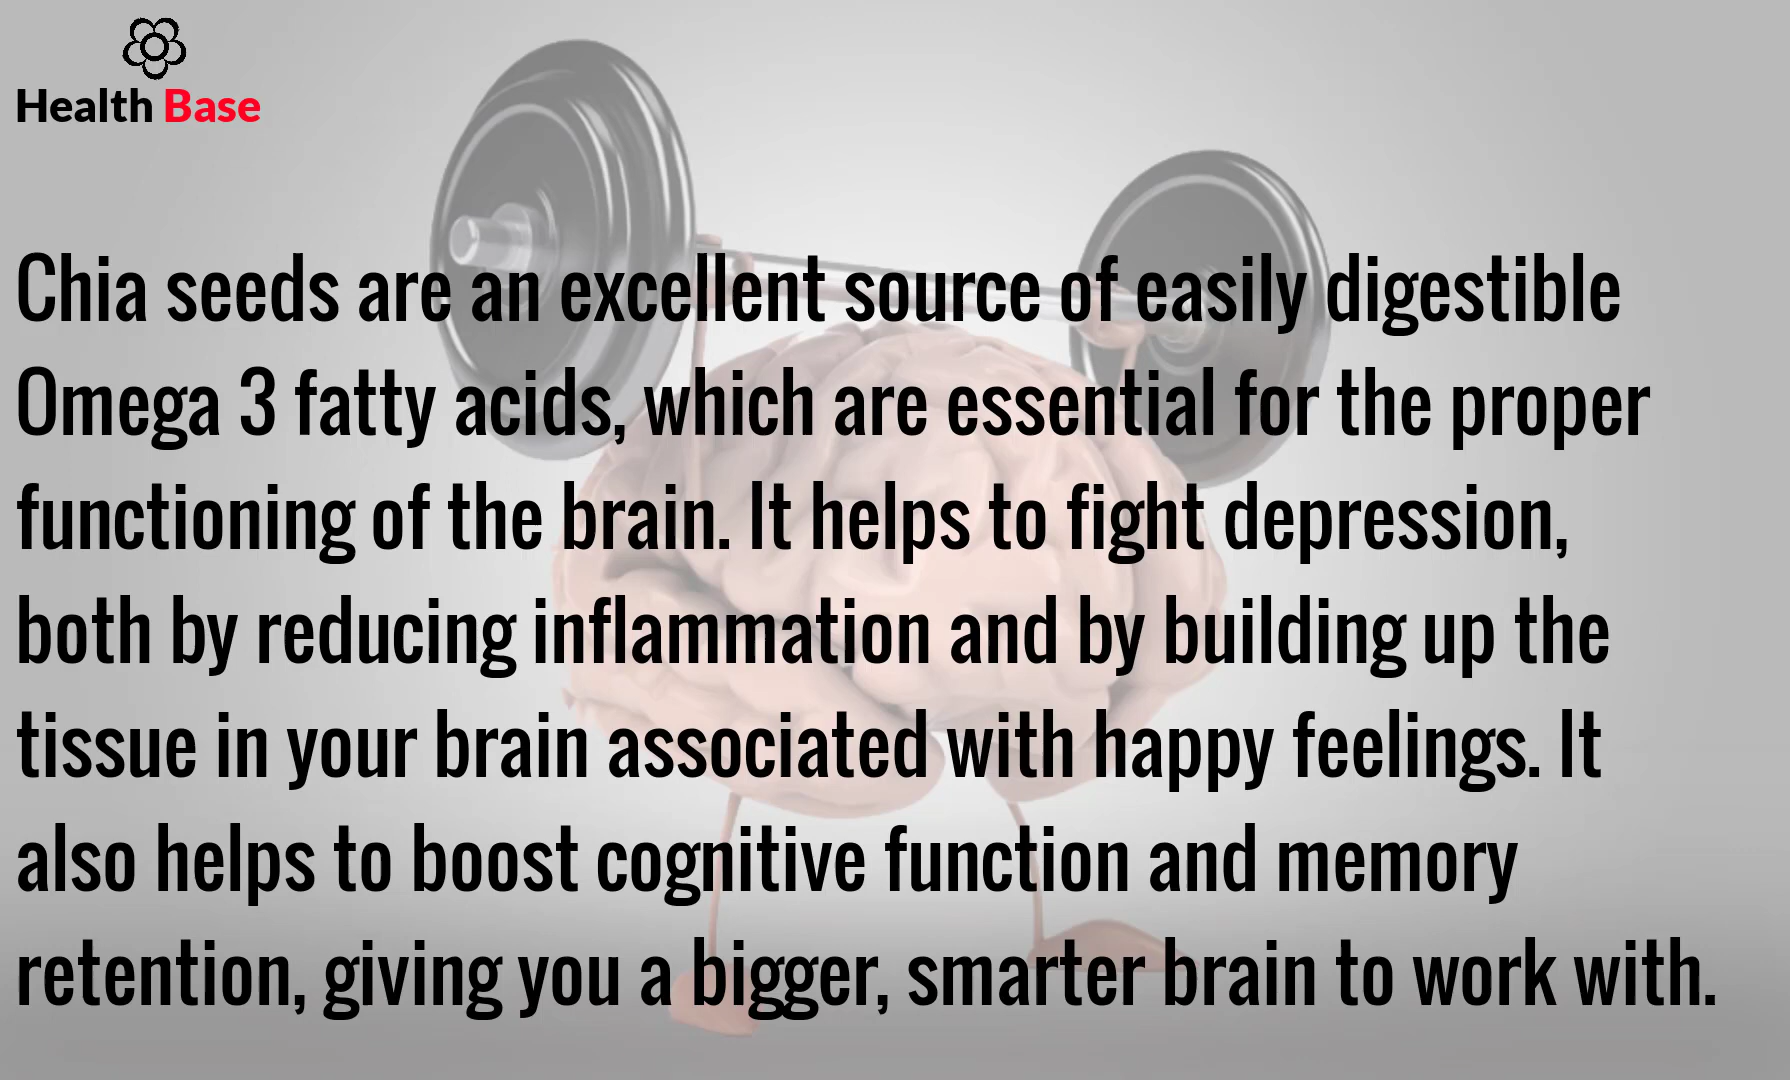 Health Base
Chia seeds are an excellent source of easily digestible
Omega 3 fatty acids, which are essential for the proper
functioning of the brain. It helps to fight depression,
both by reducing inflammation and by building up the
tissue in your brain associated with happy feelings. It
also helps to boost cognitive function and memory
retention, giving you a bigger, smarter brain to work with.